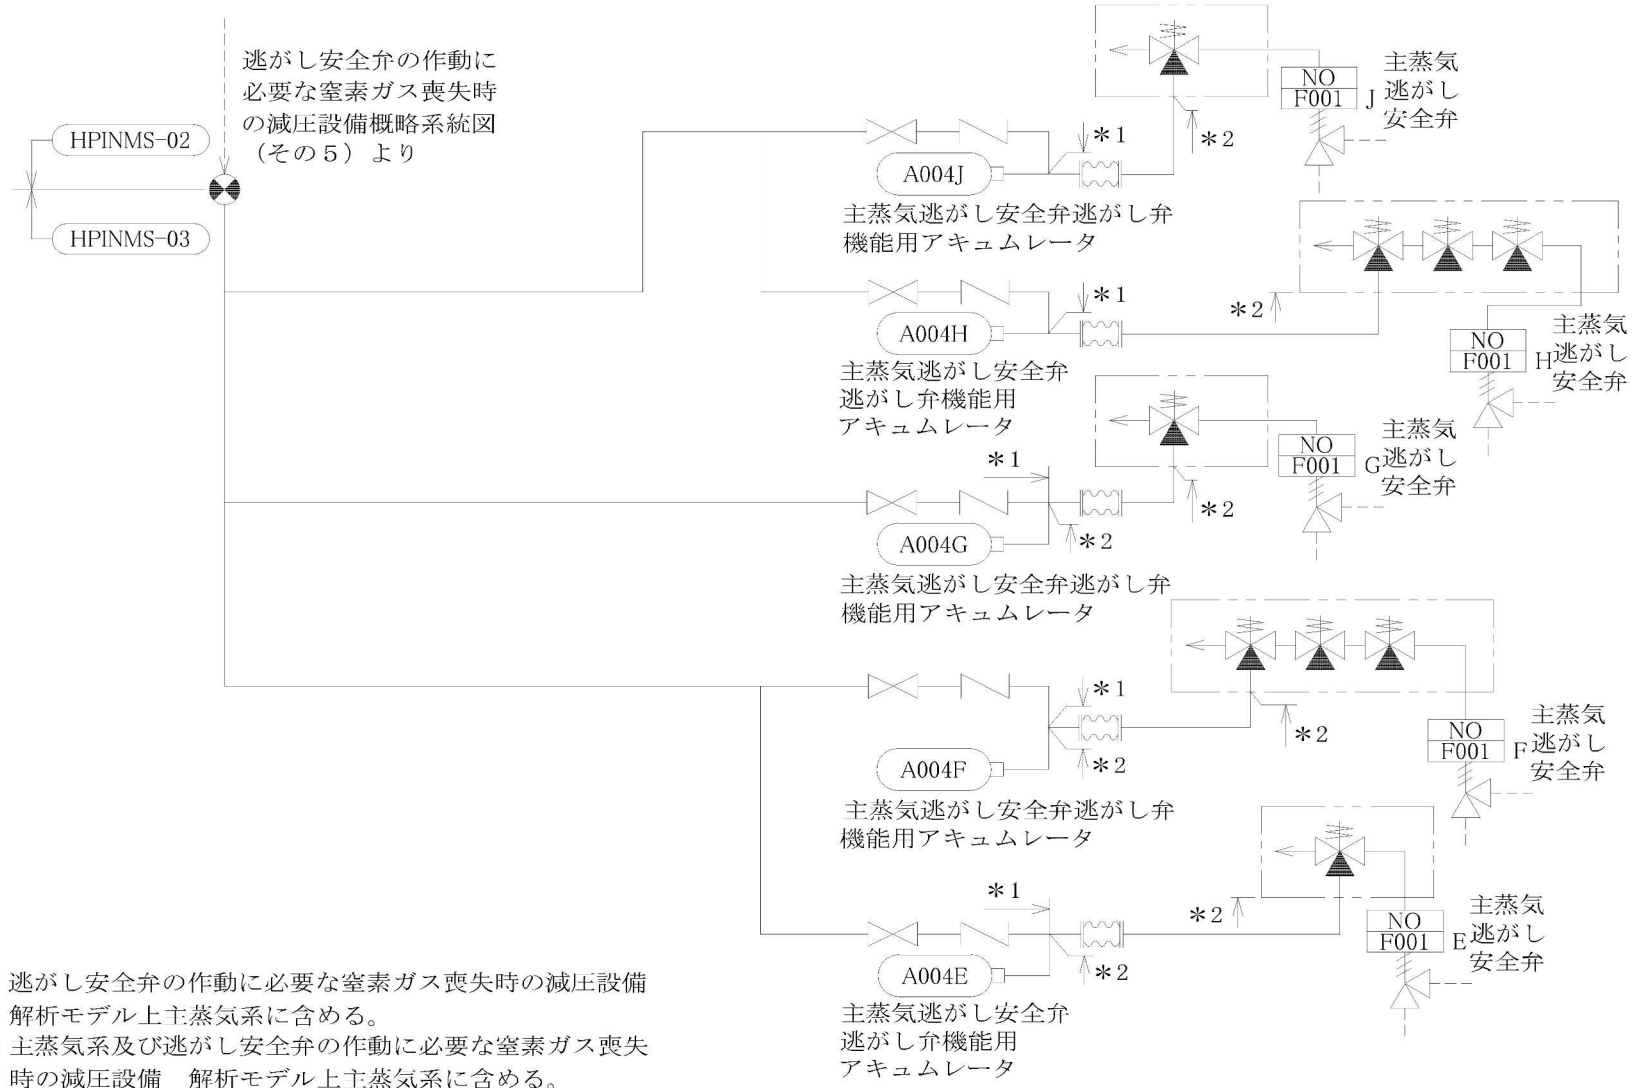 逃がし安全弁の作動に
必要な窒素ガス喪失時
の減圧設備概略系統図
（その５）より
HPINMS-02
HPINMS-03
A004J
主蒸気逃がし安全弁逃がし弁
機能用アキュムレータ
＊1
＊2
NO
F001
J
主蒸気
逃がし
安全弁
A004H
主蒸気逃がし安全弁
逃がし弁機能用
アキュムレータ
＊1
＊2
NO
F001
H
主蒸気
逃がし
安全弁
A004G
主蒸気逃がし安全弁逃がし弁
機能用アキュムレータ
＊1
＊2
＊2
NO
F001
G
主蒸気
逃がし
安全弁
A004F
主蒸気逃がし安全弁逃がし弁
機能用アキュムレータ
＊1
＊2
＊2
NO
F001
F
主蒸気
逃がし
安全弁
A004E
主蒸気逃がし安全弁
逃がし弁機能用
アキュムレータ
＊1
＊2
＊2
NO
F001
E
主蒸気
逃がし
安全弁
逃がし安全弁の作動に必要な窒素ガス喪失時の減圧設備
解析モデル上主蒸気系に含める。
主蒸気系及び逃がし安全弁の作動に必要な窒素ガス喪失
時の減圧設備　解析モデル上主蒸気系に含める。